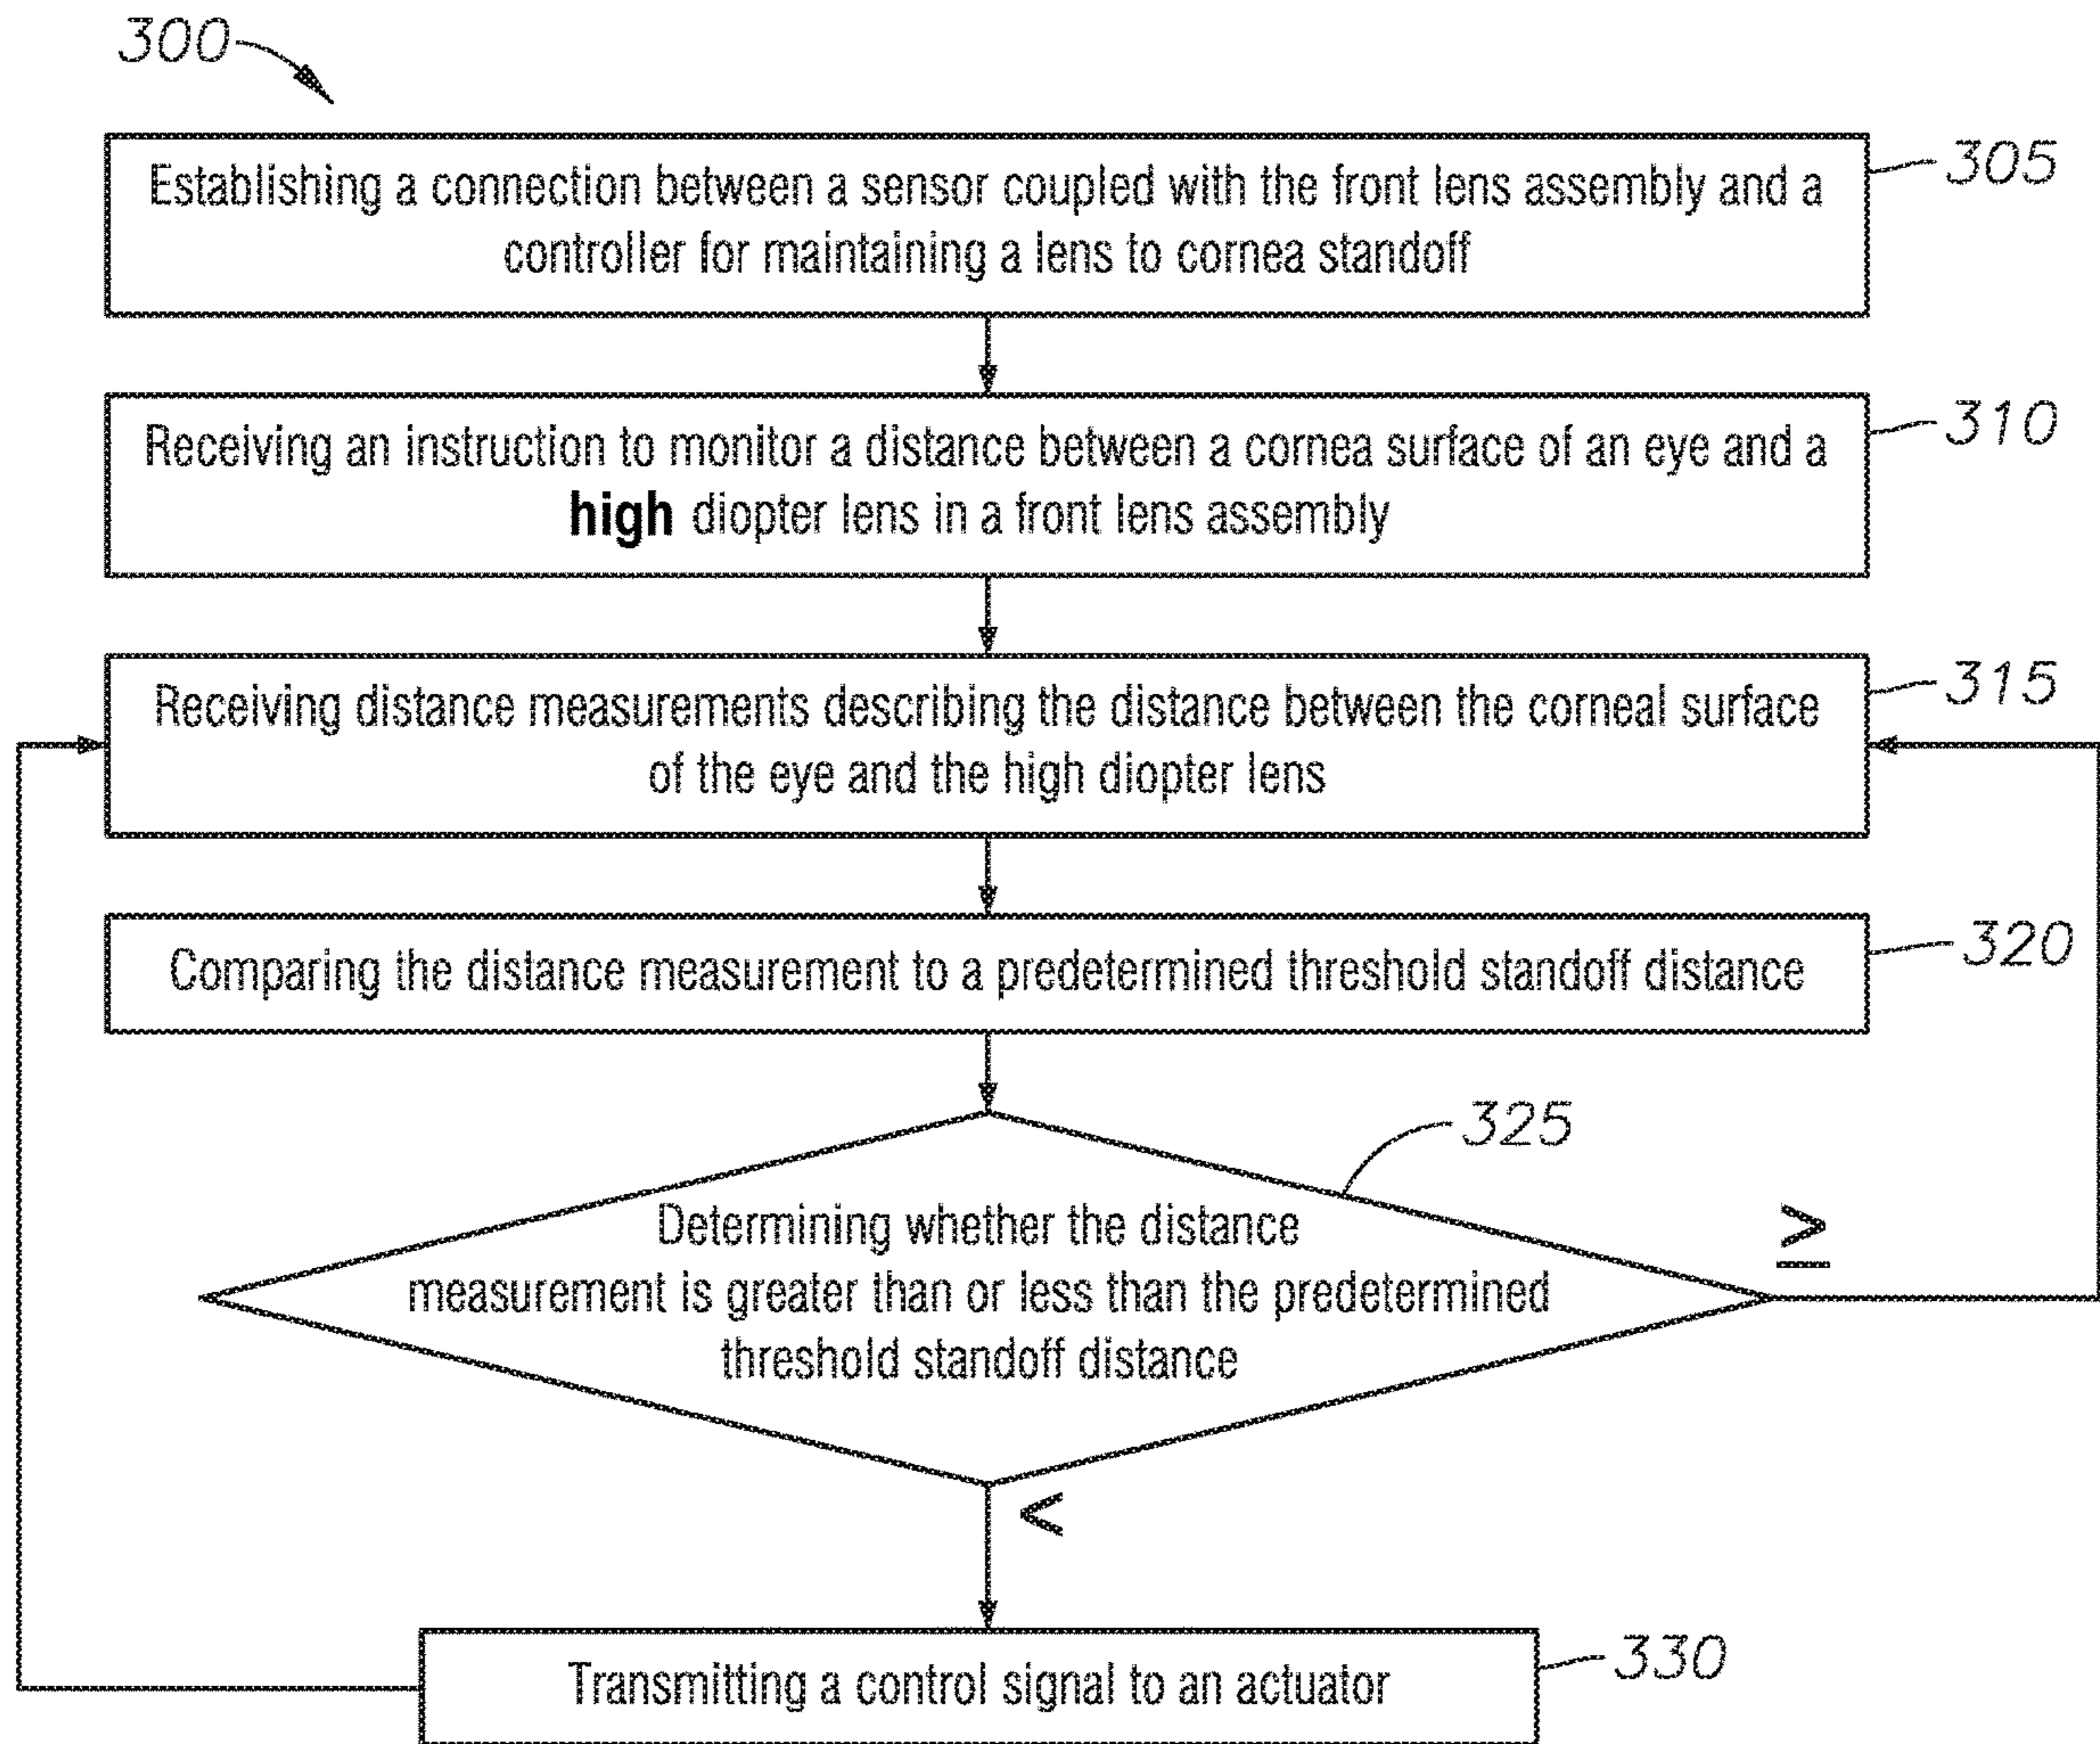 300
Establishing a connection between a sensor coupled with the front lens assembly and a
controller for maintaining a lens to cornea standoff
305
Receiving an instruction to monitor a distance between a cornea surface of an eye and a
high diopter lens in a front lens assembly
310
Receiving distance measurements describing the distance between the corneal surface
of the eye and the high diopter lens
315
Comparing the distance measurement to a predetermined threshold standoff distance
320
325
Determining whether the distance
measurement is greater than or less than the predetermined
threshold standoff distance
≥
<
Transmitting a control signal to an actuator
330